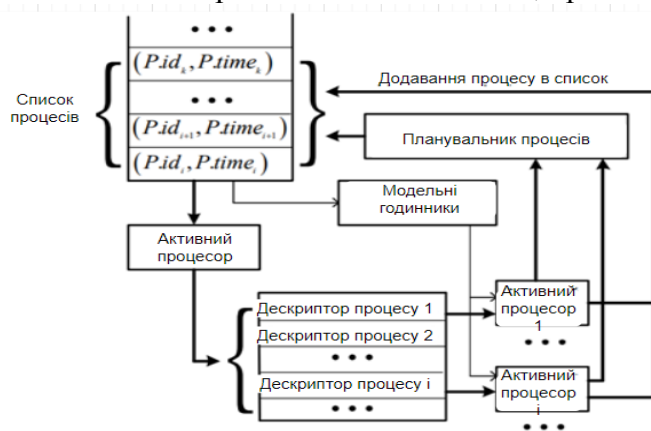 • • •
(P.id_k, P.time_k)
• • •
(P.id_{i+1}, P.time_{i+1})
(P.id_i, P.time_i)
Список
процесів
Додавання процесу в список
Планувальник процесів
Модельні
годинники
Активний
процесор
Дескриптор процесу 1
Дескриптор процесу 2
• • •
Дескриптор процесу i
• • •
Активний
процесор
1
• • •
Активний
процесор
i
• • •